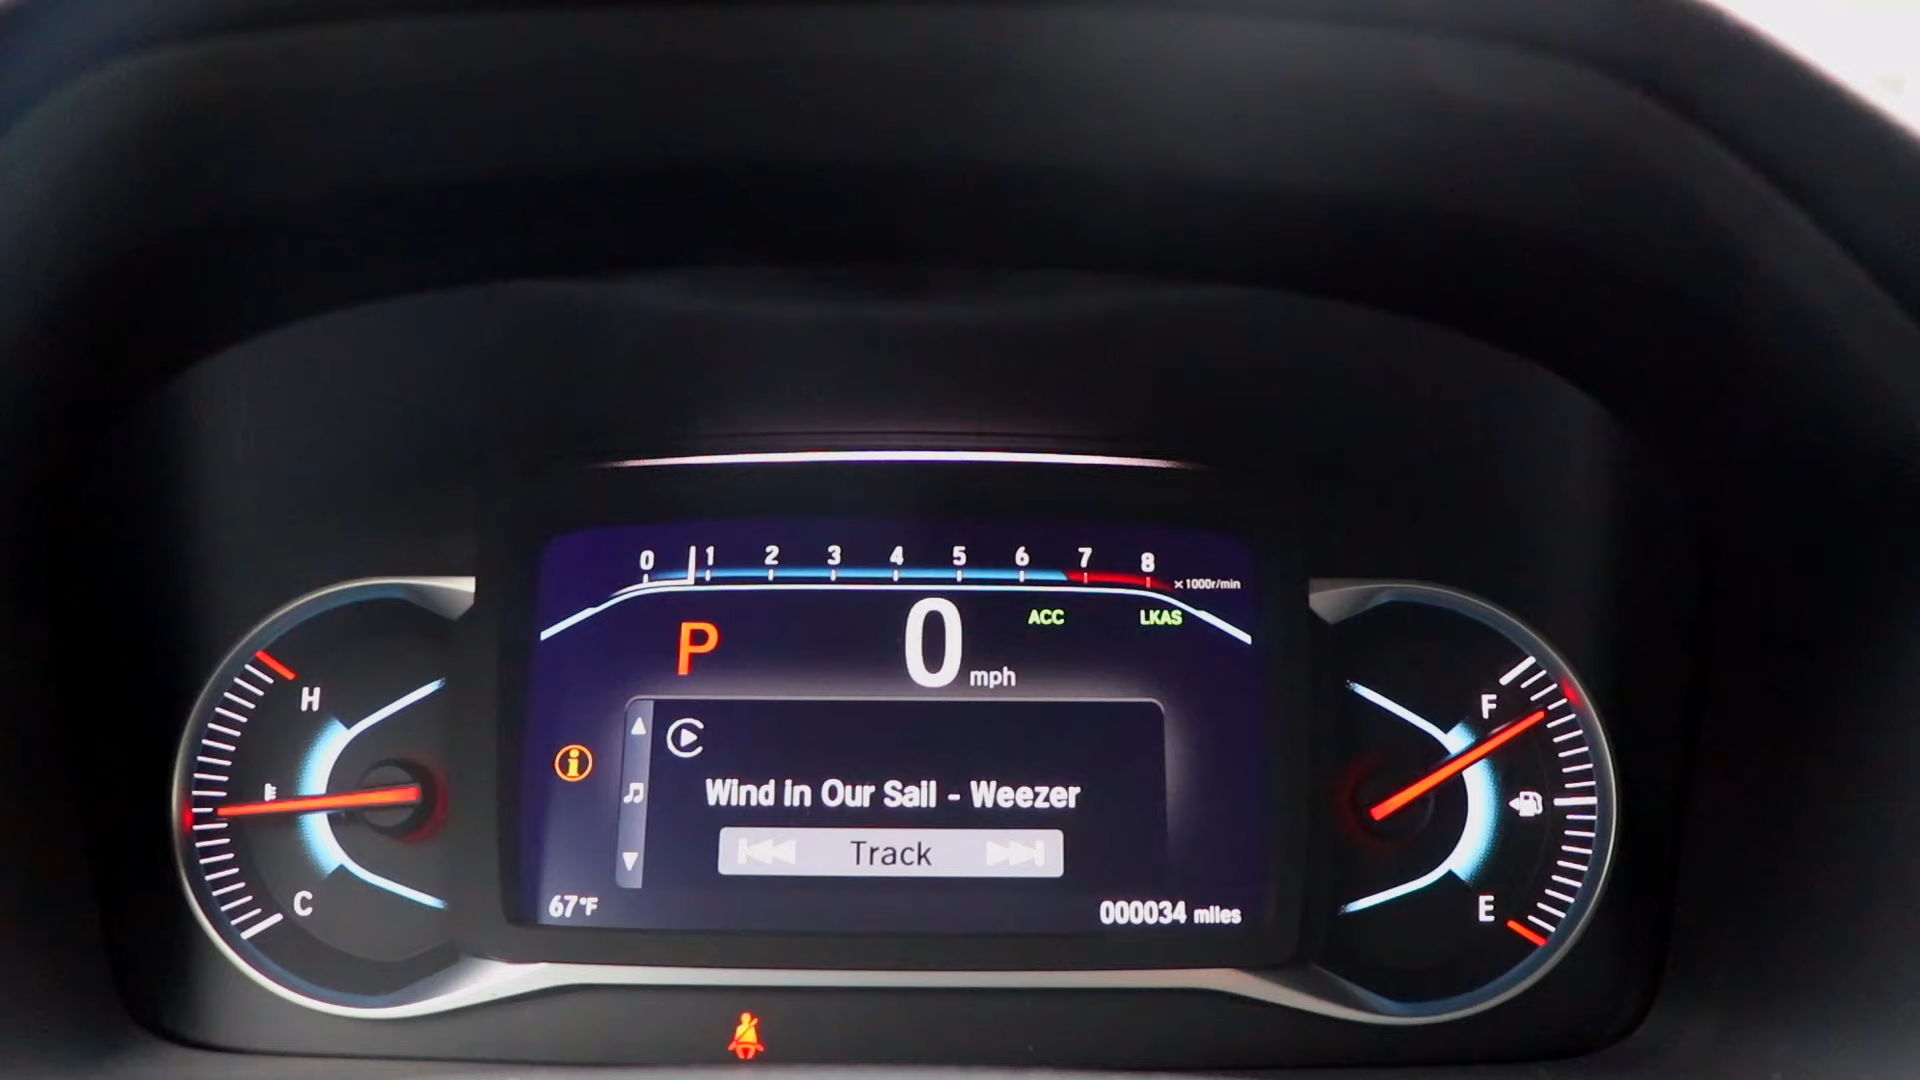 0 1 2 3 4 5 6 7 8
x1000r/min
P 0 mph ACC LKAS
H
C
F
E
Wind in Our Sail - Weezer
Track
67°F
000034 miles